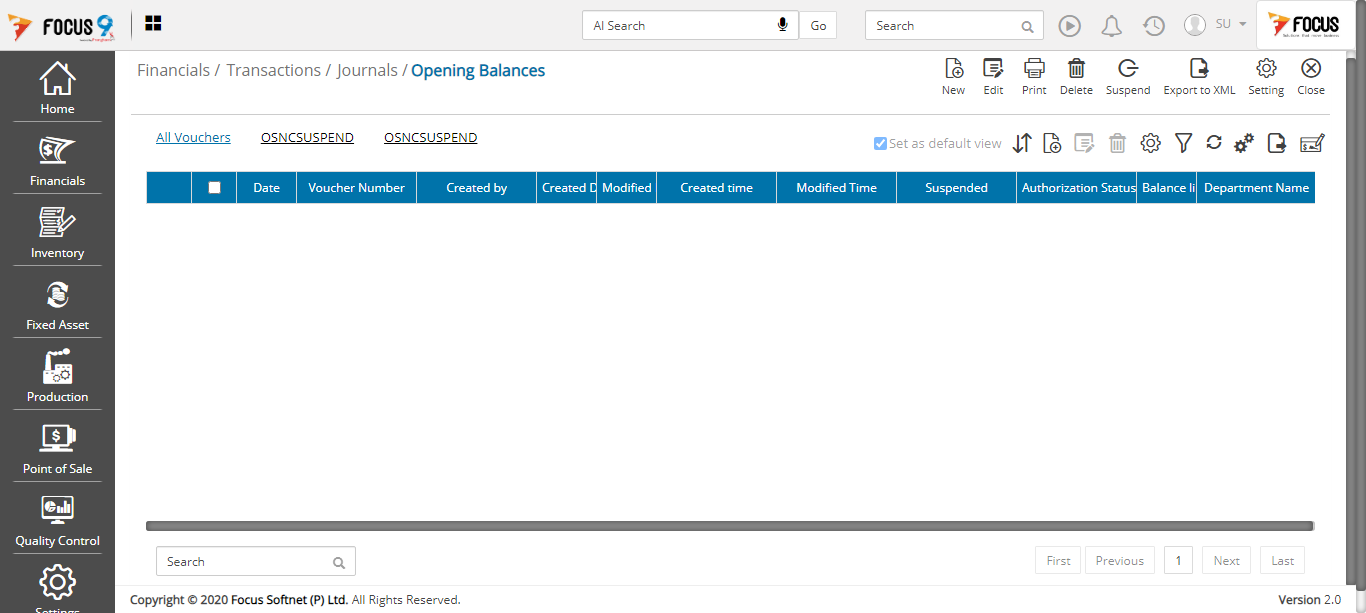 FOCUS 9
AI Search
Go
Search
SU
FOCUS
Home
Financials
Inventory
Fixed Asset
Production
Point of Sale
Quality Control
Settings
Financials / Transactions / Journals / Opening Balances
New
Edit
Print
Delete
Suspend
Export to XML
Setting
Close
All Vouchers
OSNCSUSPEND
OSNCSUSPEND
Set as default view
Date
Voucher Number
Created by
Created D
Modified
Created time
Modified Time
Suspended
Authorization Status
Balance li
Department Name
Search
First
Previous
1
Next
Last
Copyright © 2020 Focus Softnet (P) Ltd. All Rights Reserved.
Version 2.0